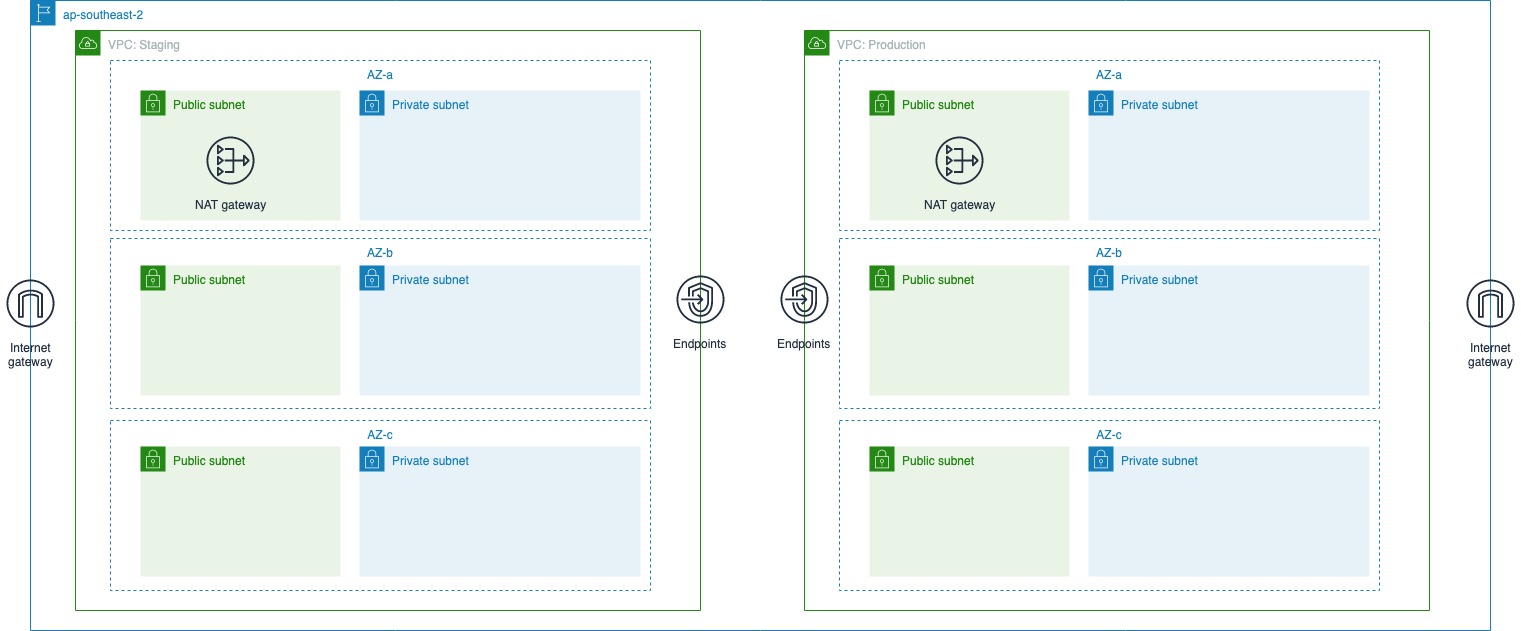 ap-southeast-2
VPC: Staging
AZ-a
Public subnet
Private subnet
NAT gateway
AZ-b
Public subnet
Private subnet
AZ-c
Public subnet
Private subnet
Internet
gateway
Endpoints
VPC: Production
AZ-a
Public subnet
Private subnet
NAT gateway
AZ-b
Public subnet
Private subnet
AZ-c
Public subnet
Private subnet
Endpoints
Internet
gateway